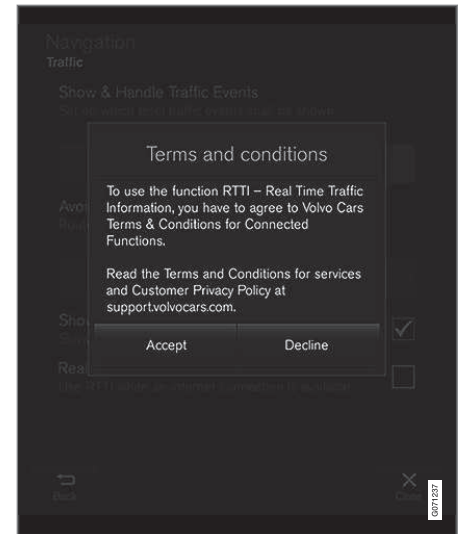 Navigation
Traffic
Show & Handle Traffic Events
Terms and conditions
To use the function RTTI – Real Time Traffic
Information, you have to agree to Volvo Cars
Terms & Conditions for Connected
Functions.
Read the Terms and Conditions for services
and Customer Privacy Policy at
support.volvocars.com.
Accept
Decline
Back
Close
G071237